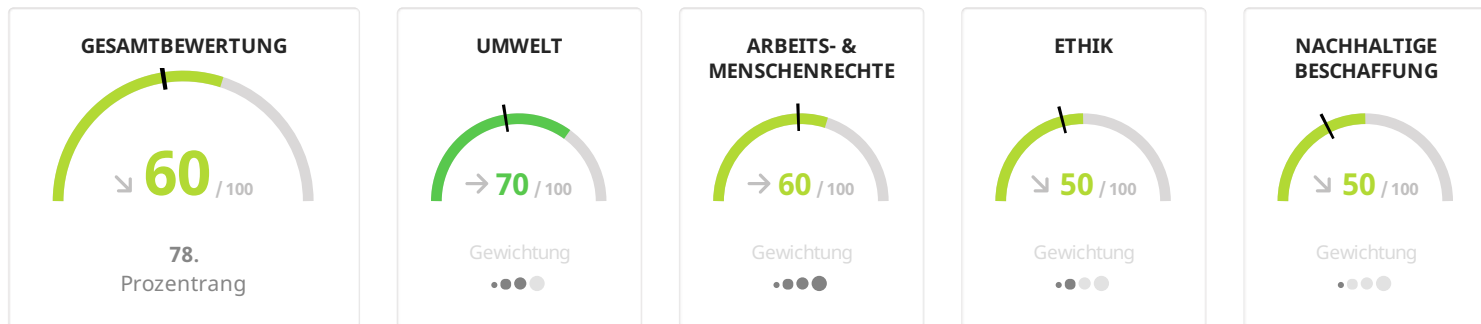 GESAMTBEWERTUNG
60 / 100
78.
Prozentrang
UMWELT
70 / 100
Gewichtung
ARBEITS- &
MENSCHENRECHTE
60 / 100
Gewichtung
ETHIK
50 / 100
Gewichtung
NACHHALTIGE
BESCHAFFUNG
50 / 100
Gewichtung